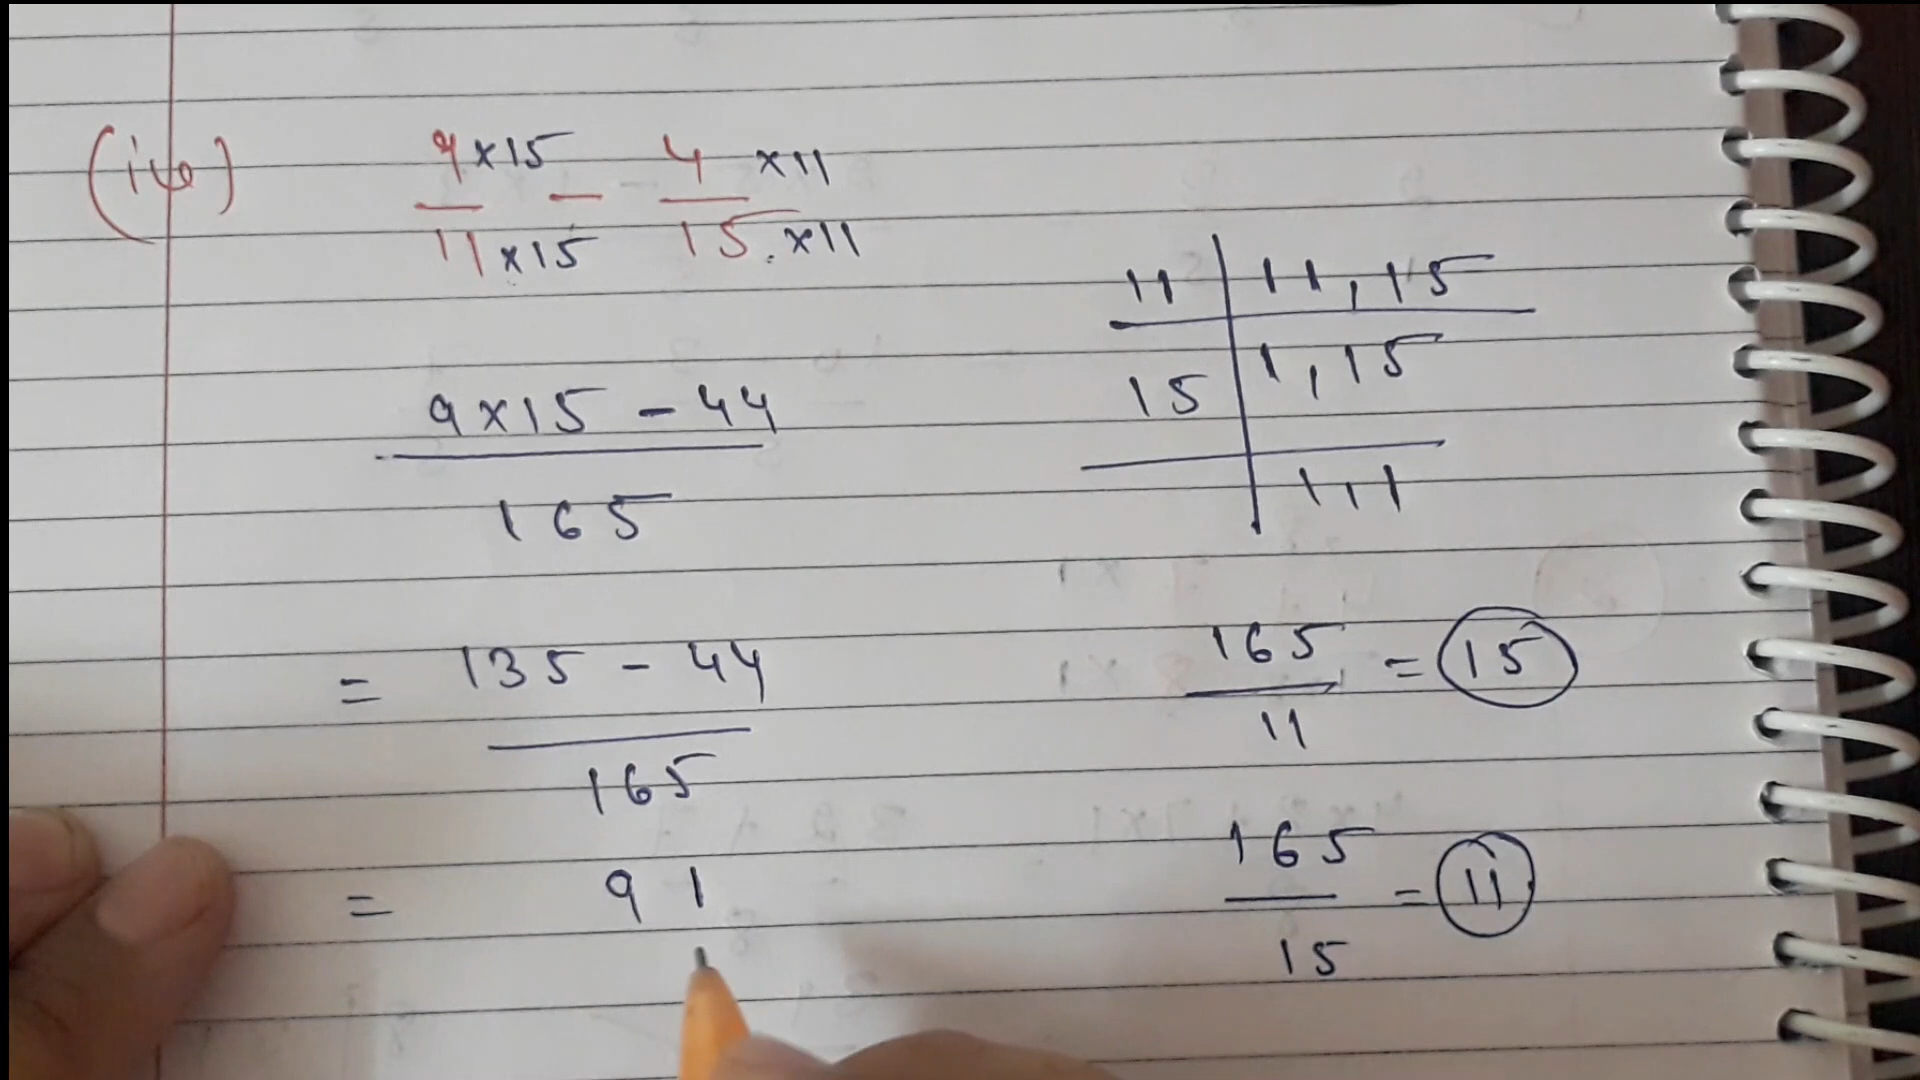 (iv) 9 x 15 — 4 x 11
11 x 15 15 x 11
11 | 11, 15
15 | 1, 15
1, 1
9 x 15 - 44
165
= 135 - 44
165
165 = 15
11
= 91
165 = 11
15